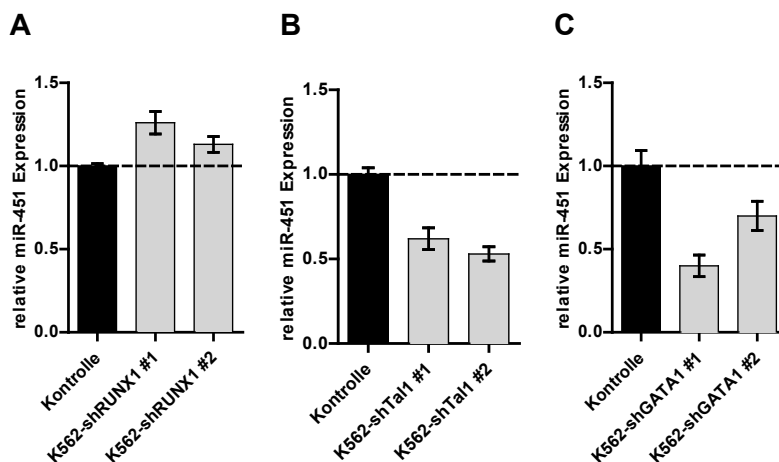 A
relative miR-451 Expression
1.5
1.0
0.5
0.0
Kontrolle
K562-shRUNX1 #1
K562-shRUNX1 #2
B
relative miR-451 Expression
1.5
1.0
0.5
0.0
Kontrolle
K562-shTal1 #1
K562-shTal1 #2
C
relative miR-451 Expression
1.5
1.0
0.5
0.0
Kontrolle
K562-shGATA1 #1
K562-shGATA1 #2